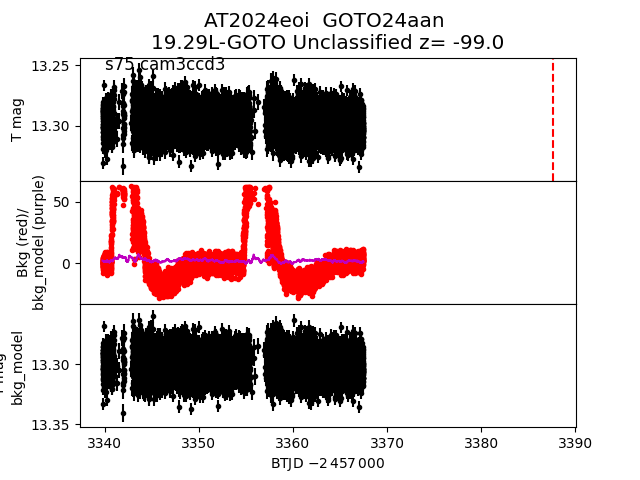 AT2024eoi GOTO24aan
19.29L-GOTO Unclassified z= -99.0
s75 cam3ccd3
13.25
13.30
T mag
50
0
Bkg (red)/
bkg_model (purple)
13.30
13.35
bkg_model
3340 3350 3360 3370 3380 3390
BTJD −2 457 000